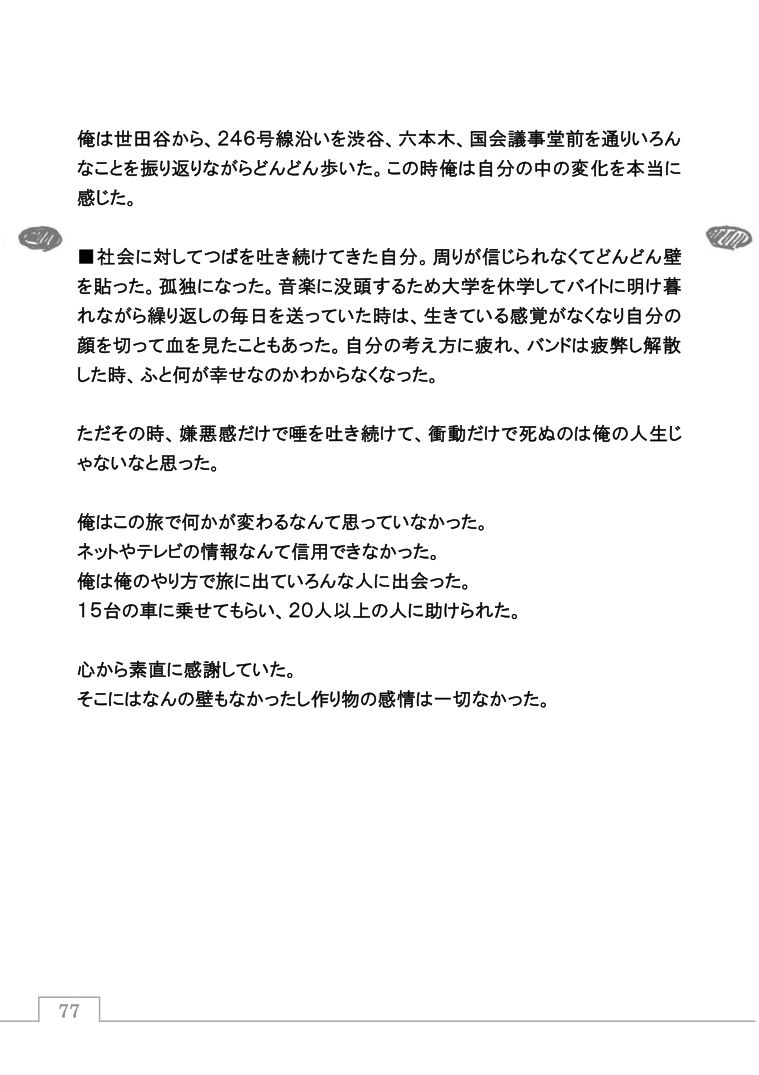 俺は世田谷から、246号線沿いを渋谷、六本木、国会議事堂前を通りいろん
なことを振り返りながらどんどん歩いた。この時俺は自分の中の変化を本当に
感じた。
■社会に対してつばを吐き続けてきた自分。周りが信じられなくてどんどん壁
を貼った。孤独になった。音楽に没頭するため大学を休学してバイトに明け暮
れながら繰り返しの毎日を送っていた時は、生きている感覚がなくなり自分の
顔を切って血を見たこともあった。自分の考え方に疲れ、バンドは疲弊し解散
した時、ふと何が幸せなのかわからなくなった。
ただその時、嫌悪感だけで唾を吐き続けて、衝動だけで死ぬのは俺の人生じ
ゃないなと思った。
俺はこの旅で何かが変わるなんて思っていなかった。
ネットやテレビの情報なんて信用できなかった。
俺は俺のやり方で旅に出ていろんな人に出会った。
15台の車に乗せてもらい、20人以上の人に助けられた。
心から素直に感謝していた。
そこにはなんの壁もなかったし作り物の感情は一切なかった。
77